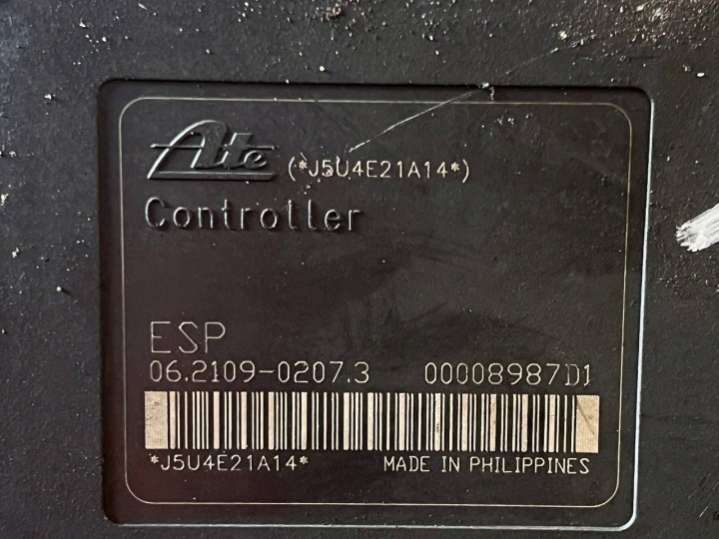 Ate (*J5U4E21A14*)
Controller
ESP
06.2109-0207.3 00008987D1
*J5U4E21A14* MADE IN PHILIPPINES